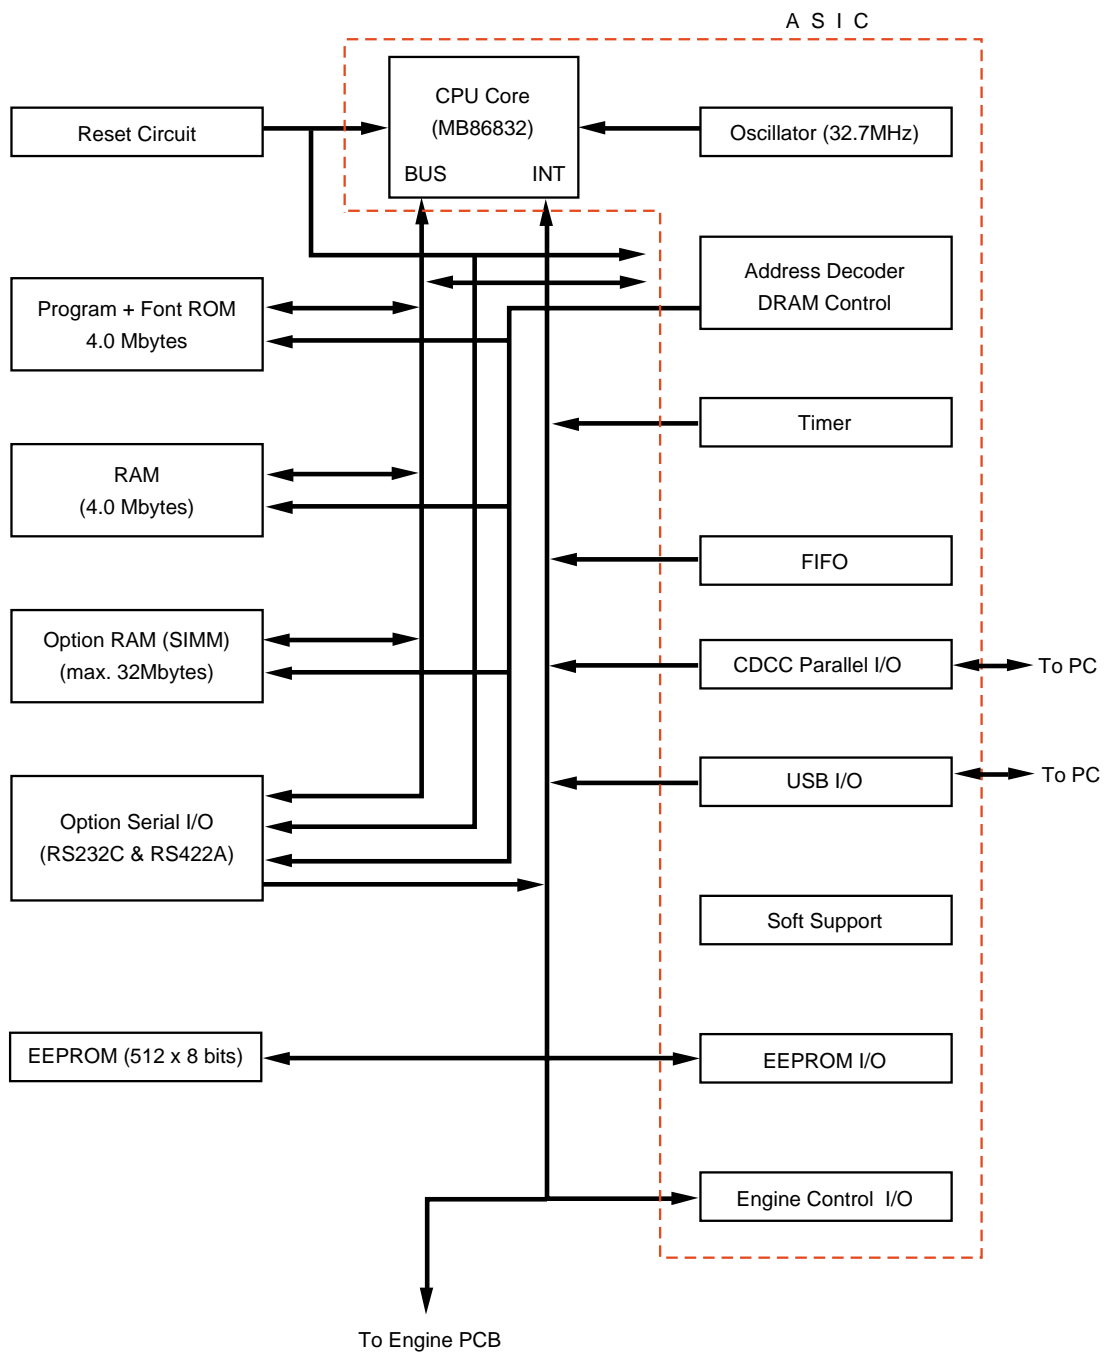 A S I C
CPU Core
(MB86832)
BUS INT
Reset Circuit
Oscillator (32.7MHz)
Address Decoder
DRAM Control
Program + Font ROM
4.0 Mbytes
Timer
RAM
(4.0 Mbytes)
FIFO
Option RAM (SIMM)
(max. 32Mbytes)
CDCC Parallel I/O
To PC
USB I/O
To PC
Option Serial I/O
(RS232C & RS422A)
Soft Support
EEPROM (512 x 8 bits)
EEPROM I/O
Engine Control I/O
To Engine PCB